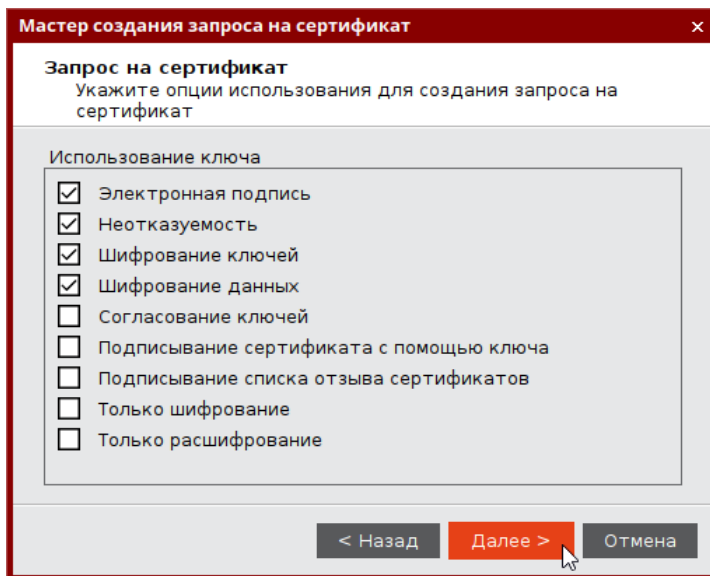 Мастер создания запроса на сертификат
Запрос на сертификат
Укажите опции использования для создания запроса на
сертификат
Использование ключа
Электронная подпись
Неотказуемость
Шифрование ключей
Шифрование данных
Согласование ключей
Подписывание сертификата с помощью ключа
Подписывание списка отзыва сертификатов
Только шифрование
Только расшифрование
< Назад Далее > Отмена